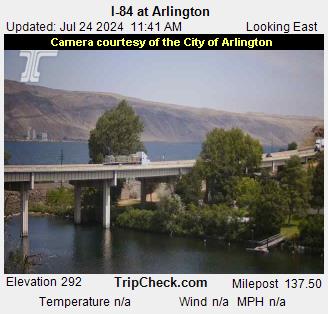 I-84 at Arlington
Updated: Jul 24 2024 11:41 AM Looking East
Camera courtesy of the City of Arlington
Elevation 292 TripCheck.com Milepost 137.50
Temperature n/a Wind n/a MPH n/a